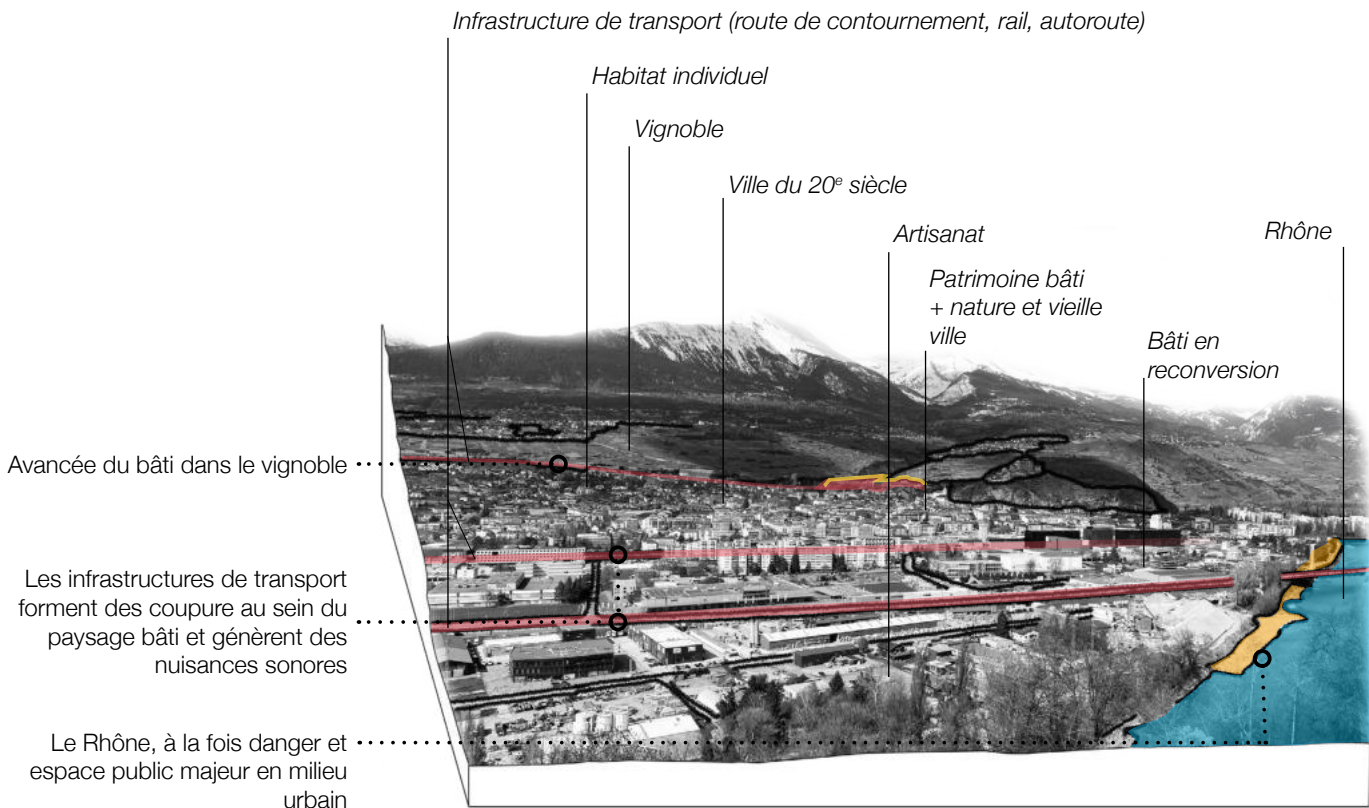 Infrastructure de transport (route de contournement, rail, autoroute)
Habitat individuel
Vignoble
Ville du 20e siècle
Artisanat
Rhône
Patrimoine bâti
+ nature et vieille
ville
Bâti en
reconversion
Avancée du bâti dans le vignoble
Les infrastructures de transport
forment des coupure au sein du
paysage bâti et génèrent des
nuisances sonores
Le Rhône, à la fois danger et
espace public majeur en milieu
urbain